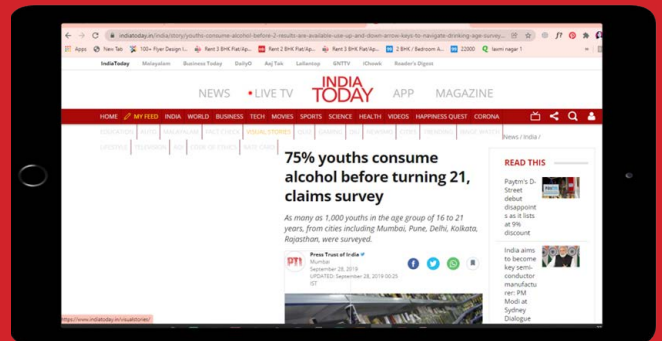 indiatoday.in/india/story/youths-consume-alcohol-before-2-results-are-available-use-up-and-down-arrow-keys-to-navigate-drinking-age-survey...
Apps New Tab 100+ Flyer Design I... Rent 3 BHK Flat/Ap... Rent 2 BHK Flat/Ap... Rent 3 BHK Flat/Ap... 2 BHK / Bedroom A... 22000 laxmi nagar 1
IndiaToday Malayalam Business Today DailyO Aaj Tak Lallantop GNTTV iChowk Reader's Digest
NEWS LIVE TV INDIA TODAY APP MAGAZINE
HOME MY FEED INDIA WORLD BUSINESS TECH MOVIES SPORTS SCIENCE HEALTH VIDEOS HAPPINESS QUEST CORONA
EDUCATION AUTO MALAYALAM FACT CHECK VISUAL STORIES
LIFESTYLE TELEVISION
News / India /
75% youths consume
alcohol before turning 21,
claims survey
As many as 1,000 youths in the age group of 16 to 21
years, from cities including Mumbai, Pune, Delhi, Kolkata,
Rajasthan, were surveyed.
PTI
Press Trust of India
Mumbai
September 28, 2019
UPDATED: September 28, 2019 00:25
IST
READ THIS
Paytm's D-
Street
debut
disappoint
s as it lists
at 9%
discount
India aims
to become
key semi-
conductor
manufactu
rer: PM
Modi at
Sydney
Dialogue
https://www.indiatoday.in/visualstories/